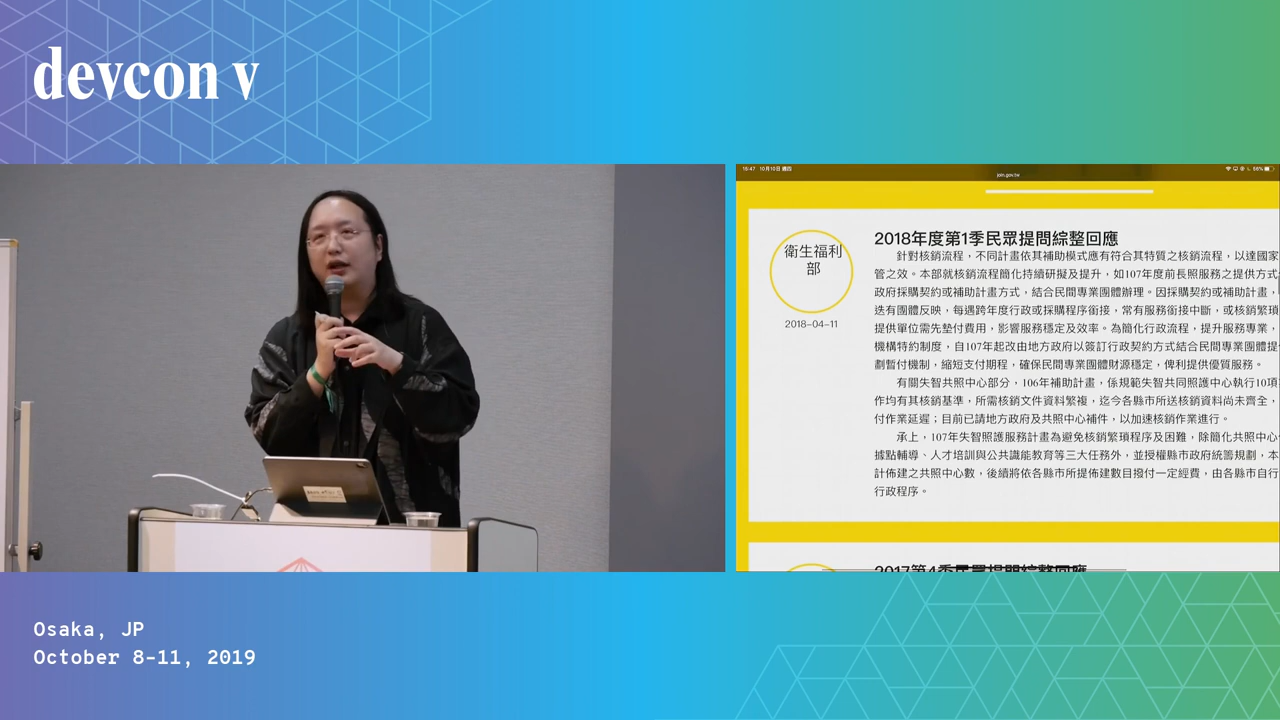 devcon v
19:47 10月10日 週四
join.gov.tw
56%
衛生福利
部
2018-04-11
2018年度第1季民眾提問綜整回應
針對核銷流程，不同計畫依其補助模式應有符合其特質之核銷流程，以達國家
管之效。本部就核銷流程簡化持續研擬及提升，如107年度前長照服務之提供方式
政府採購契約或補助計畫方式，結合民間專業團體辦理。因採購契約或補助計畫，
迭有團體反映，每遇跨年度行政或採購程序銜接，常有服務銜接中斷，或核銷繁瑣
提供單位需先墊付費用，影響服務穩定及效率。為簡化行政流程，提升服務專業，
機構特約制度，自107年起改由地方政府以簽訂行政契約方式結合民間專業團體提
劃暫付機制，縮短支付期程，確保民間專業團體財源穩定，俾利提供優質服務。
有關失智共照中心部分，106年補助計畫，係規範失智共同照護中心執行10項
作均有其核銷基準，所需核銷文件資料繁複，迄今各縣市所送核銷資料尚未齊全，
付作業延遲；目前已請地方政府及共照中心補件，以加速核銷作業進行。
承上，107年失智照護服務計畫為避免核銷繁瑣程序及困難，除簡化共照中心
據點輔導、人才培訓與公共識能教育等三大任務外，並授權縣市政府統籌規劃，本
計佈建之共照中心數，後續將依各縣市所提佈建數目撥付一定經費，由各縣市自行
行政程序。
2017第4季民眾提問綜整回應
Osaka, JP
October 8-11, 2019